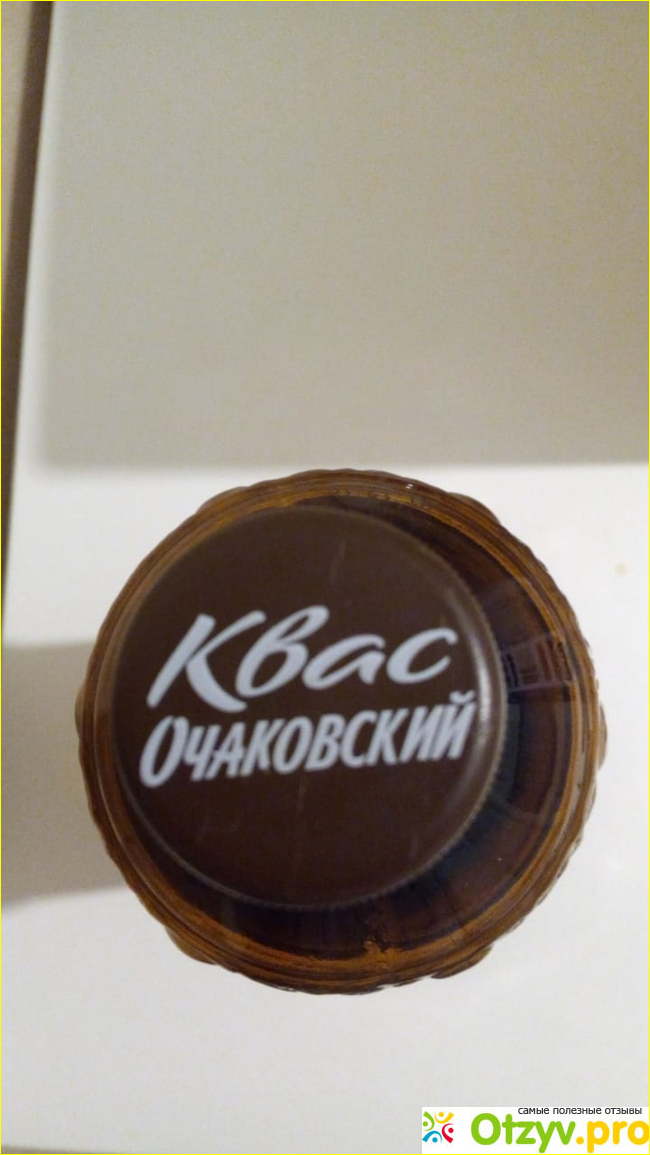 Квас
Очаковский
самые полезные отзывы
Otzyv.pro